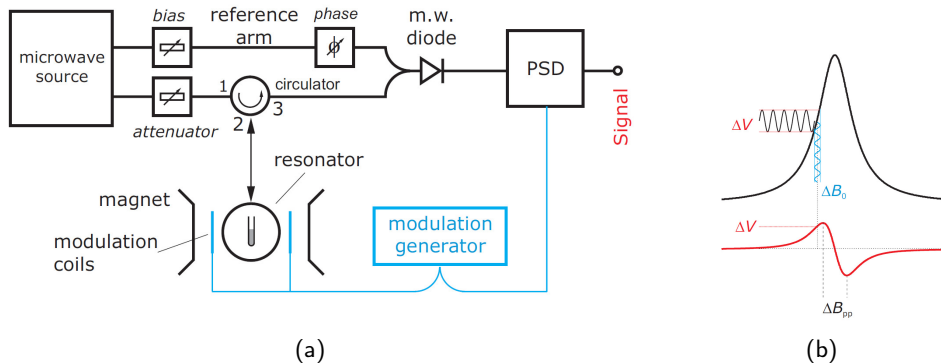 bias
reference
arm
phase
m.w.
diode
microwave
source
ϕ
PSD
1
circulator
2
3
attenuator
Signal
resonator
magnet
modulation
coils
modulation
generator
(a)
ΔV
ΔB₀
ΔV
ΔBpp
(b)